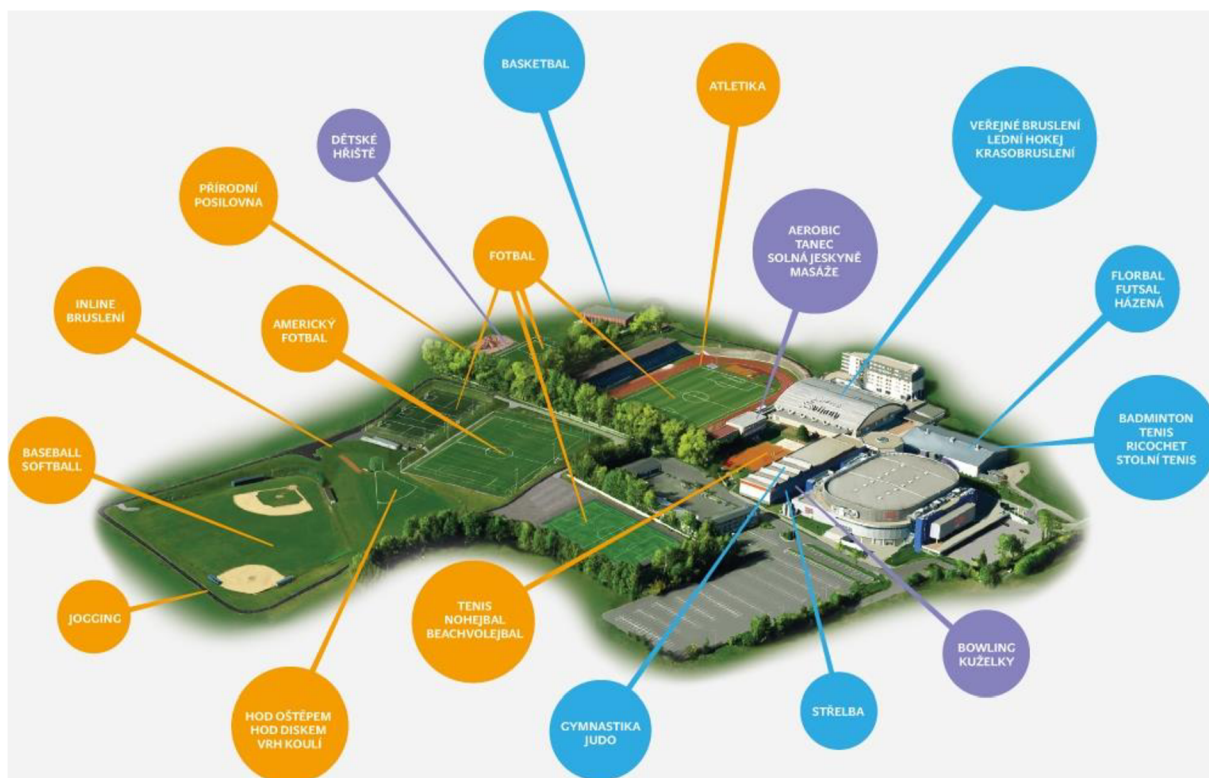 BASKETBAL
ATLETIKA
VEŘEJNÉ BRUSLENÍ
LEDNÍ HOKEJ
KRASOBRUSLENÍ
DĚTSKÉ
HŘIŠTĚ
PŘÍRODNÍ
POSILOVNA
AEROBIC
TANEC
SOLNÁ JESKYNĚ
MASÁŽE
FOTBAL
FLORBAL
FUTSAL
HÁZENÁ
INLINE
BRUSLENÍ
AMERICKÝ
FOTBAL
BADMINTON
TENIS
RICOCHET
STOLNÍ TENIS
BASEBALL
SOFTBALL
JOGGING
TENIS
NOHEJBAL
BEACHVOLEJBAL
BOWLING
KUŽELKY
HOD OŠTĚPEM
HOD DISKEM
VRH KOULÍ
GYMNASTIKA
JUDO
STŘELBA